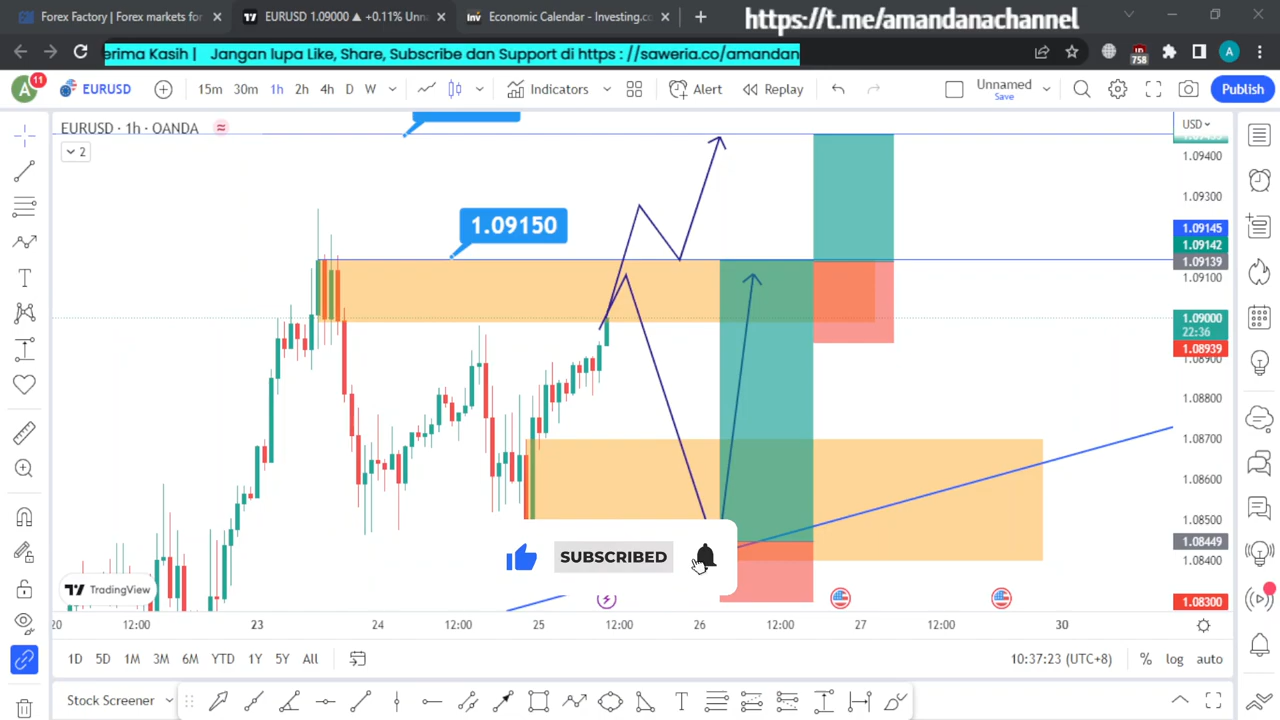 Forex Factory | Forex markets for
EURUSD 1.09000 ▲ +0.11% Unna
Economic Calendar - Investing.com
https://t.me/amandanachannel
erima Kasih | Jangan lupa Like, Share, Subscribe dan Support di https : //saweria.co/amandan
758
A
A
11
EURUSD
15m
30m
1h
2h
4h
D
W
Indicators
Alert
Replay
Unnamed
Save
Publish
EURUSD · 1h · OANDA
2
USD
1.09400
1.09300
1.09150
1.09145
1.09142
1.09139
1.09100
1.09000
22:36
1.08939
1.08900
1.08800
1.08700
1.08600
1.08500
1.08449
1.08400
1.08300
SUBSCRIBED
TradingView
20
12:00
23
24
12:00
25
12:00
26
12:00
27
12:00
30
1D
5D
1M
3M
6M
YTD
1Y
5Y
All
10:37:23 (UTC+8)
%
log
auto
Stock Screener